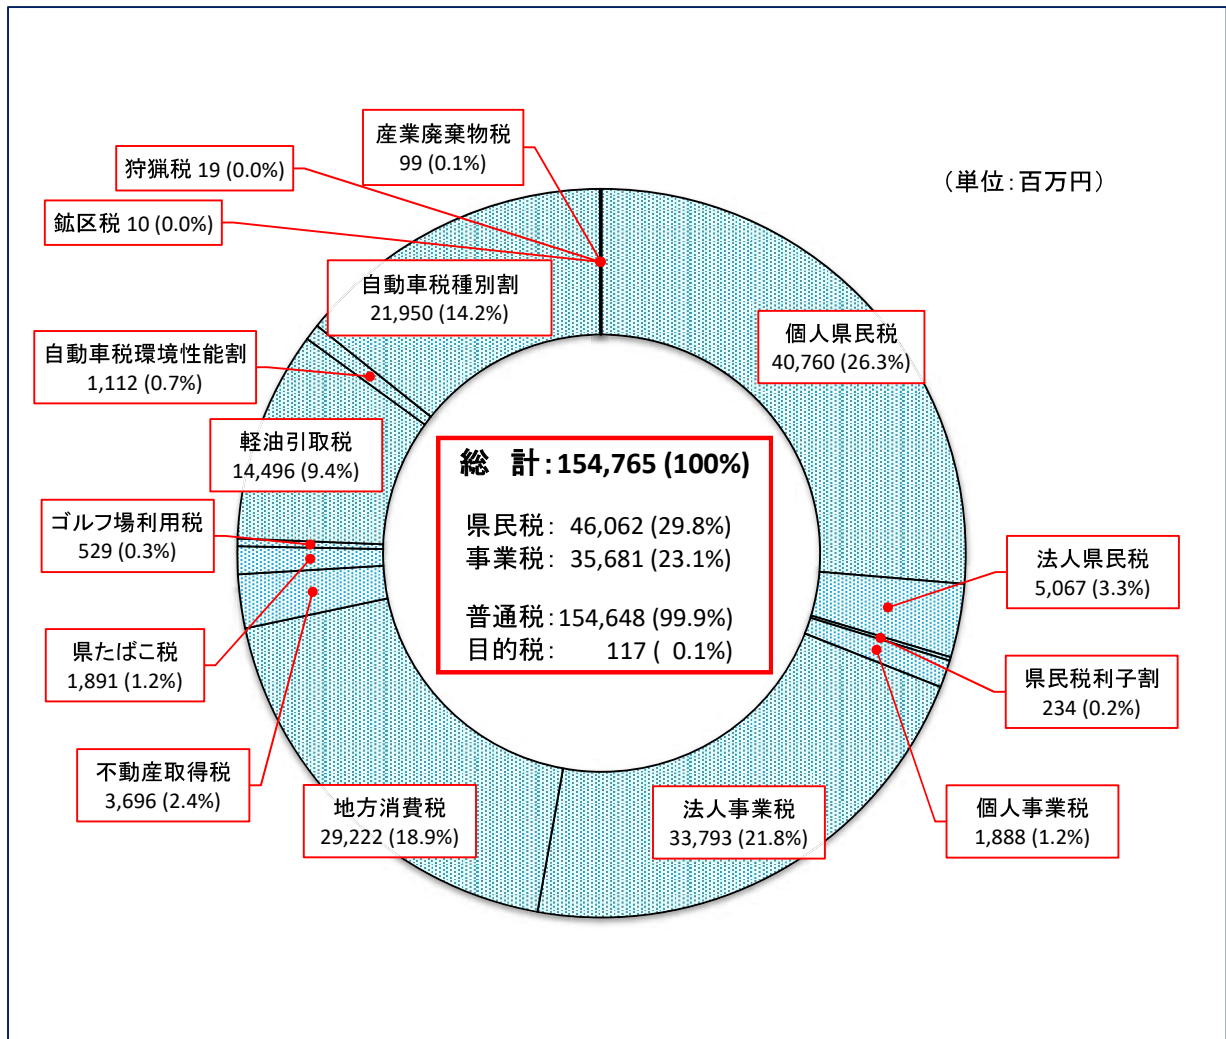 産業廃棄物税
99 (0.1%)
狩猟税 19 (0.0%)
(単位：百万円)
鉱区税 10 (0.0%)
自動車税種別割
21,950 (14.2%)
個人県民税
40,760 (26.3%)
自動車税環境性能割
1,112 (0.7%)
軽油引取税
14,496 (9.4%)
総 計：154,765 (100%)
県民税： 46,062 (29.8%)
事業税： 35,681 (23.1%)
普通税：154,648 (99.9%)
目的税： 117 ( 0.1%)
ゴルフ場利用税
529 (0.3%)
法人県民税
5,067 (3.3%)
県たばこ税
1,891 (1.2%)
県民税利子割
234 (0.2%)
不動産取得税
3,696 (2.4%)
地方消費税
29,222 (18.9%)
法人事業税
33,793 (21.8%)
個人事業税
1,888 (1.2%)